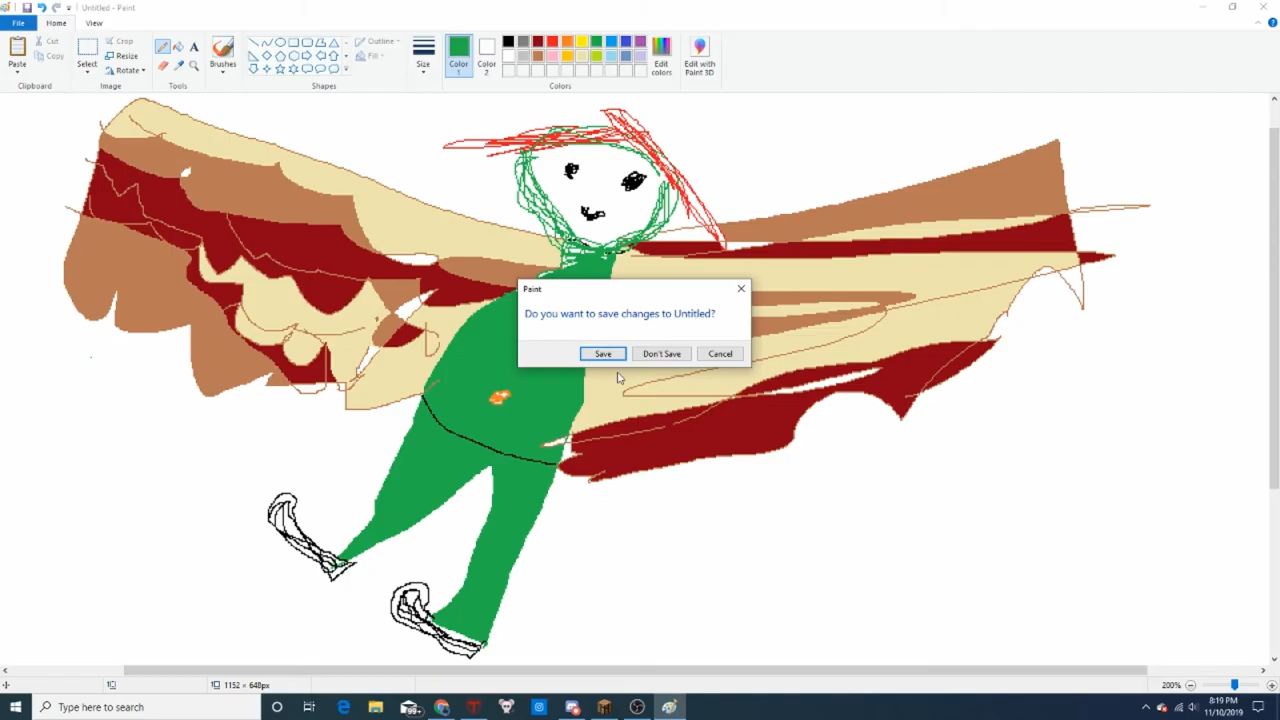 Untitled - Paint
File Home View
Paste Cut Copy Select Crop Resize Rotate A Brushes Outline Fill Size Color 1 Color 2 Edit colors Edit with Paint 3D
Clipboard Image Tools Shapes Colors
Paint
Do you want to save changes to Untitled?
Save Don't Save Cancel
1152 × 648px 200%
Type here to search 99+ 8:19 PM
11/10/2019